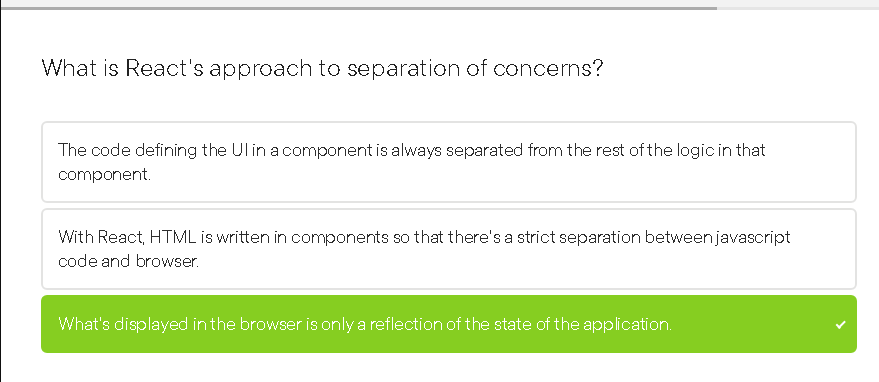 What is React's approach to separation of concerns?
The code defining the UI in a component is always separated from the rest of the logic in that
component.
With React, HTML is written in components so that there's a strict separation between javascript
code and browser.
What's displayed in the browser is only a reflection of the state of the application.